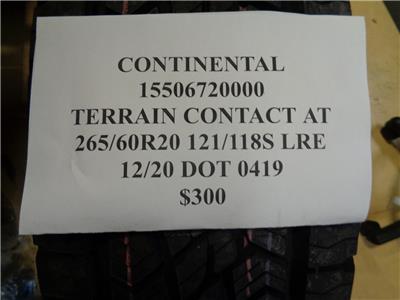 CONTINENTAL
15506720000
TERRAIN CONTACT AT
265/60R20 121/118S LRE
12/20 DOT 0419
$300